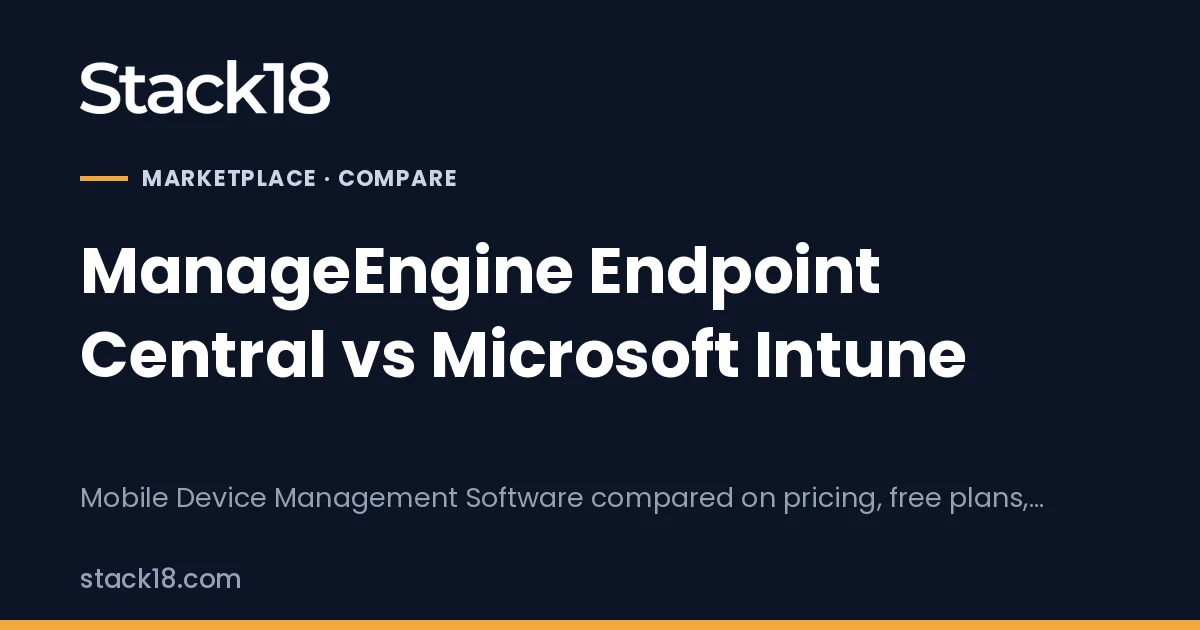 Stack18
MARKETPLACE · COMPARE
ManageEngine Endpoint
Central vs Microsoft Intune
Mobile Device Management Software compared on pricing, free plans,...
stack18.com